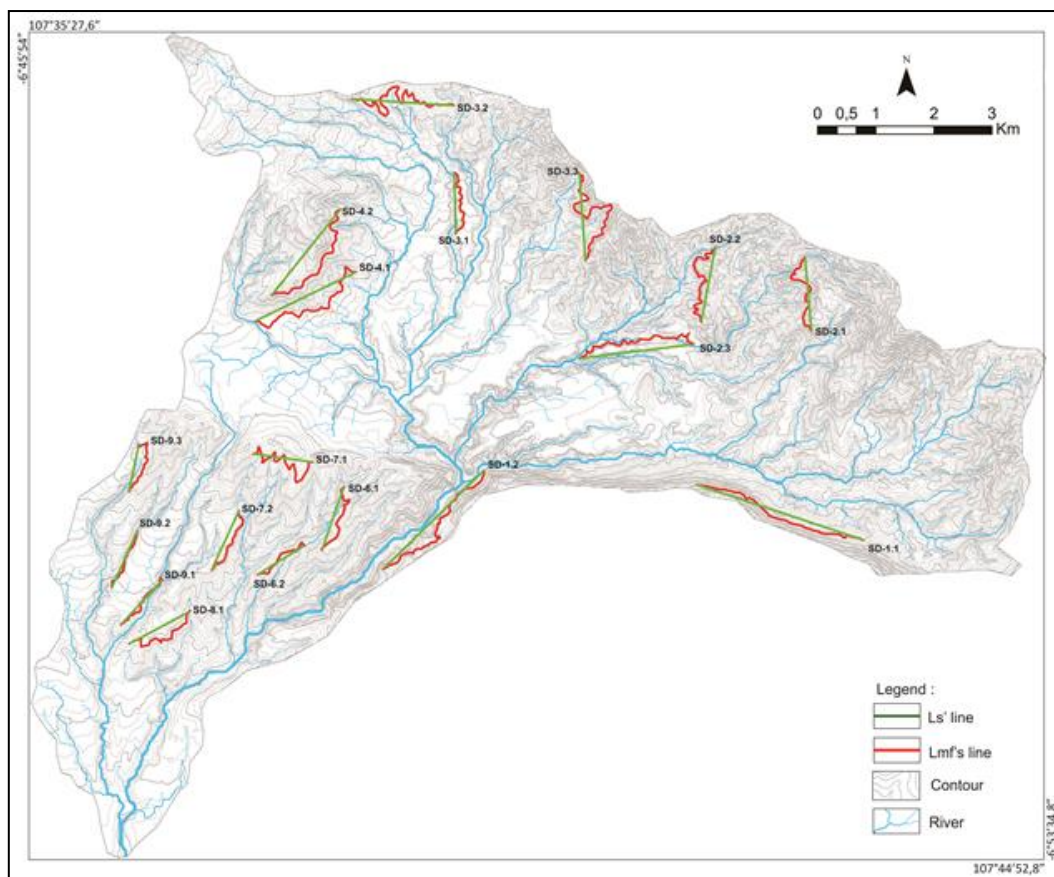 107°35'27,6"
-6°45'54"
N
0 0,5 1 2 3
Km
SD-3.2
SD-3.3
SD-4.2
SD-3.1
SD-2.2
SD-4.1
SD-2.1
SD-2.3
SD-9.3
SD-7.1
SD-1.2
SD-6.1
SD-7.2
SD-9.2
SD-1.1
SD-9.1
SD-6.2
SD-8.1
Legend :
Ls' line
Lmf's line
Contour
River
-6°53'34,8"
107°44'52,8"